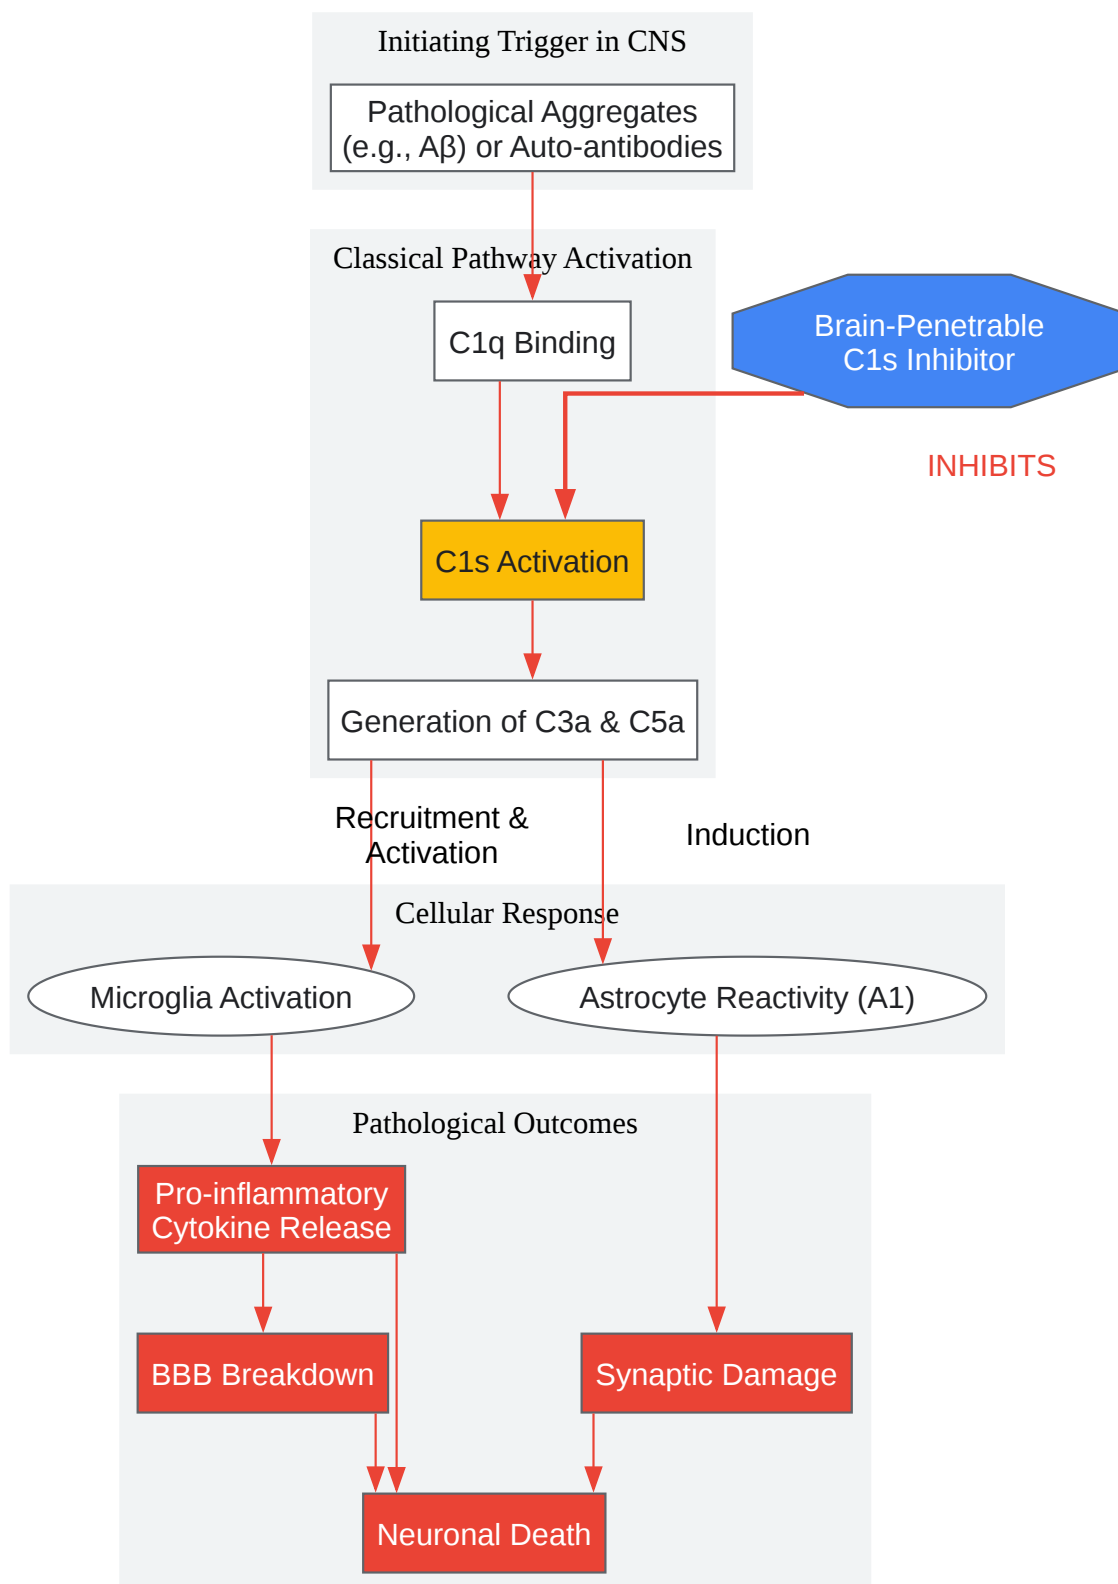 Initiating Trigger in CNS
Pathological Aggregates
(e.g., Aβ) or Auto-antibodies
Classical Pathway Activation
C1q Binding
Brain-Penetrable
C1s Inhibitor
INHIBITS
C1s Activation
Generation of C3a & C5a
Recruitment &
Activation
Induction
Cellular Response
Microglia Activation
Astrocyte Reactivity (A1)
Pathological Outcomes
Pro-inflammatory
Cytokine Release
BBB Breakdown
Synaptic Damage
Neuronal Death